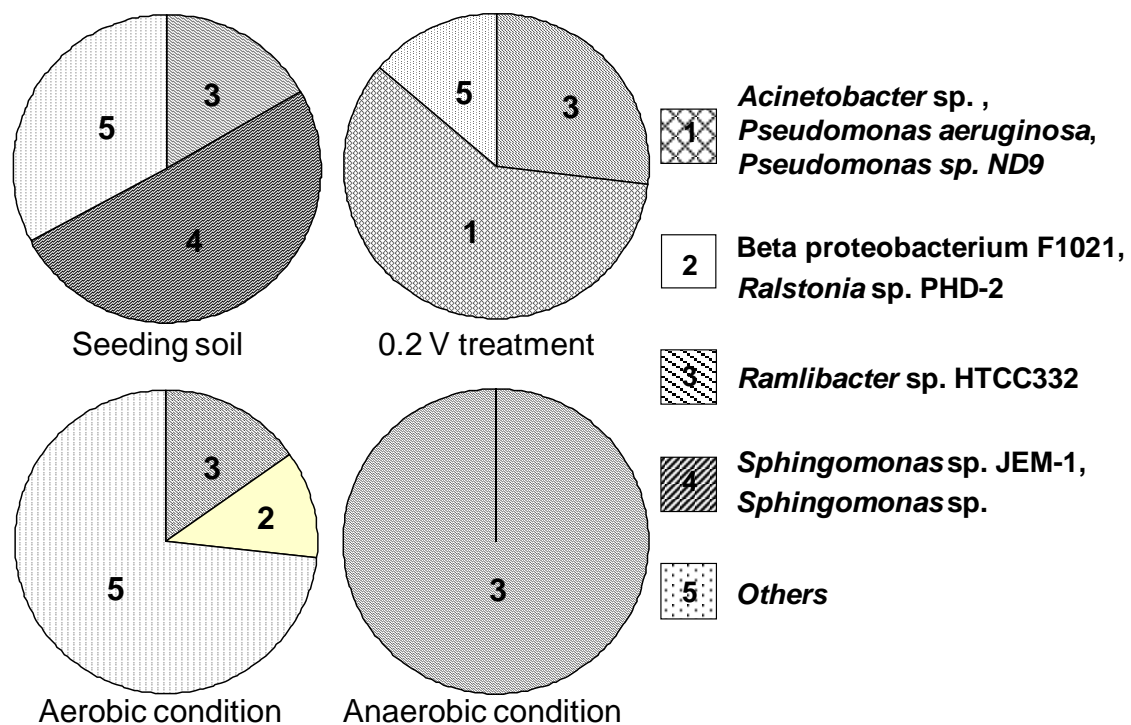 3
5
4
Seeding soil
5
3
1
0.2 V treatment
3
2
5
Aerobic condition
3
Anaerobic condition
1
Acinetobacter sp. ,
Pseudomonas aeruginosa,
Pseudomonas sp. ND9
2
Beta proteobacterium F1021,
Ralstonia sp. PHD-2
3
Ramlibacter sp. HTCC332
4
Sphingomonas sp. JEM-1,
Sphingomonas sp.
5
Others